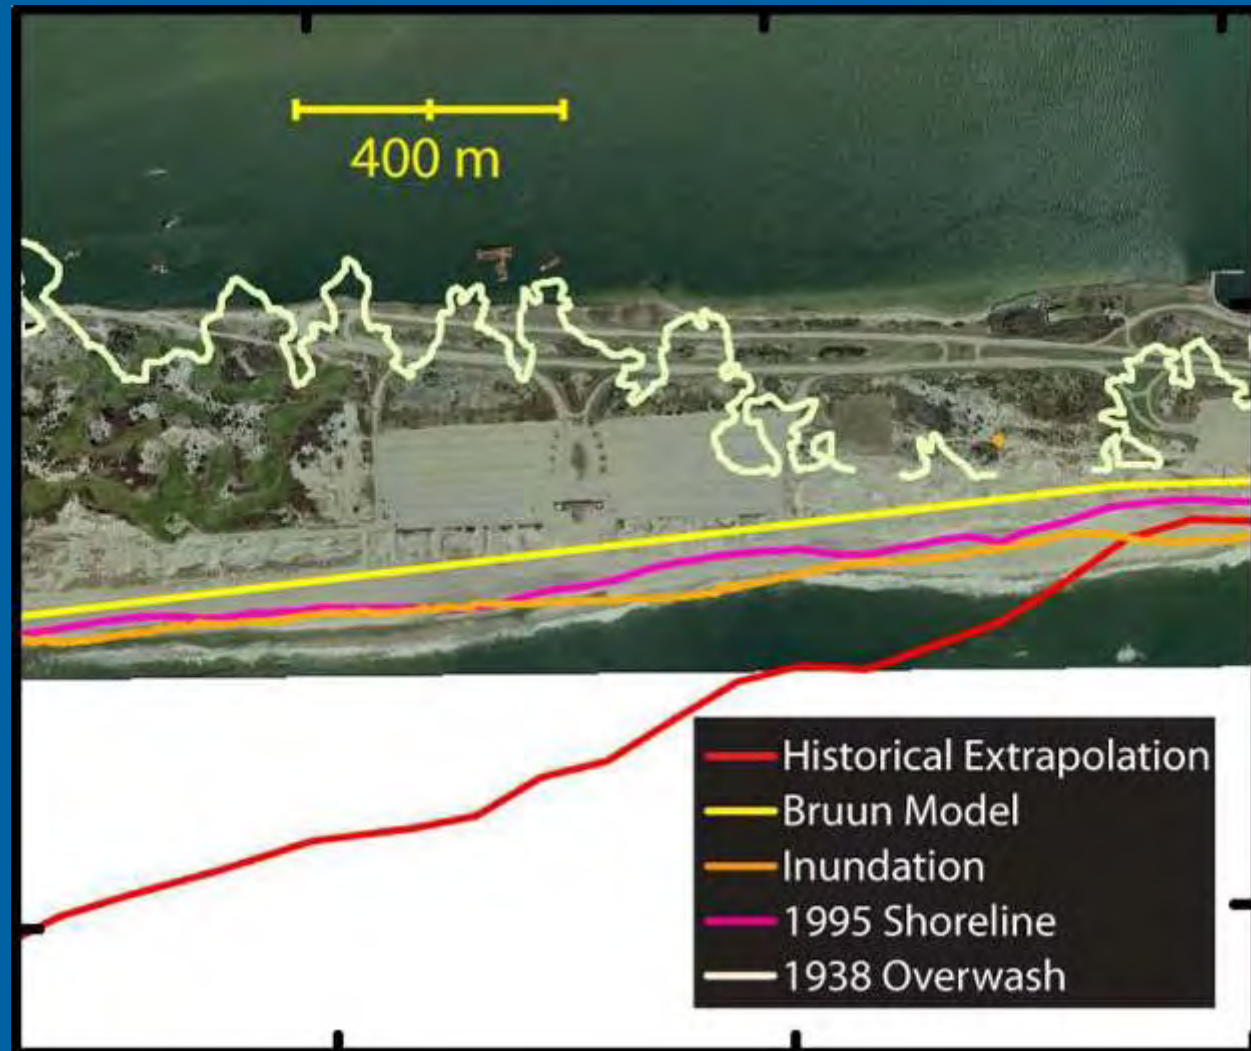 400 m
Historical Extrapolation
Bruun Model
Inundation
1995 Shoreline
1938 Overwash